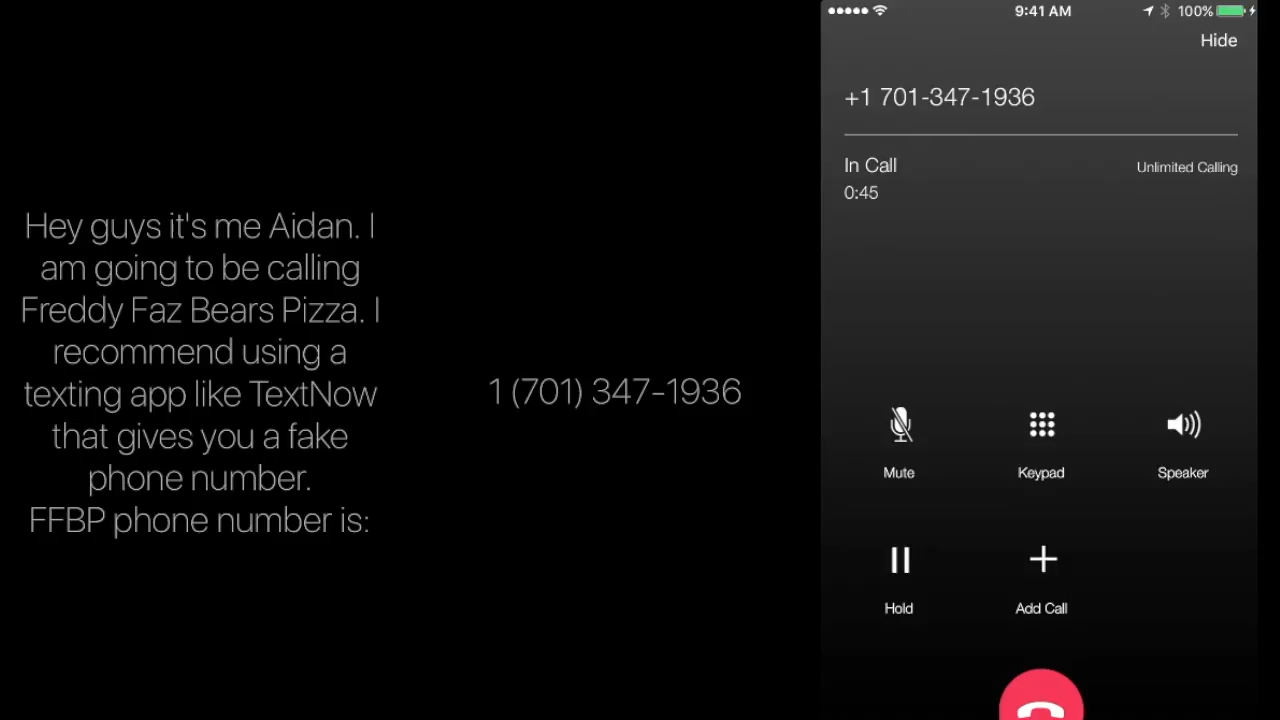 Hey guys it's me Aidan. I
am going to be calling
Freddy Faz Bears Pizza. I
recommend using a
texting app like TextNow
that gives you a fake
phone number.
FFBP phone number is:
1 (701) 347-1936
9:41 AM
100%
Hide
+1 701-347-1936
In Call
Unlimited Calling
0:45
Mute
Keypad
Speaker
Hold
Add Call